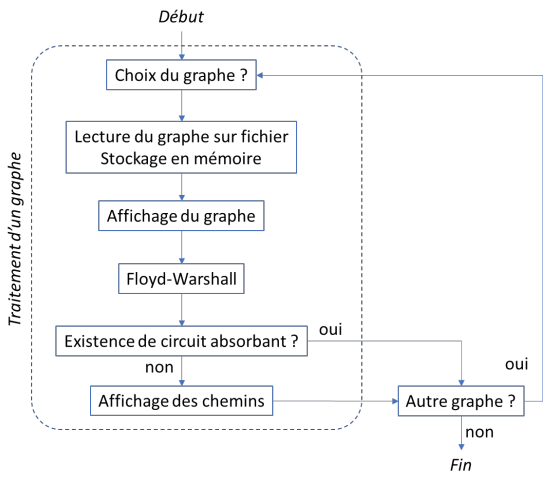 Début
Choix du graphe ?
Lecture du graphe sur fichier
Stockage en mémoire
Affichage du graphe
Traitement d'un graphe
Floyd-Warshall
Existence de circuit absorbant ?
oui
non
oui
Affichage des chemins
Autre graphe ?
non
Fin